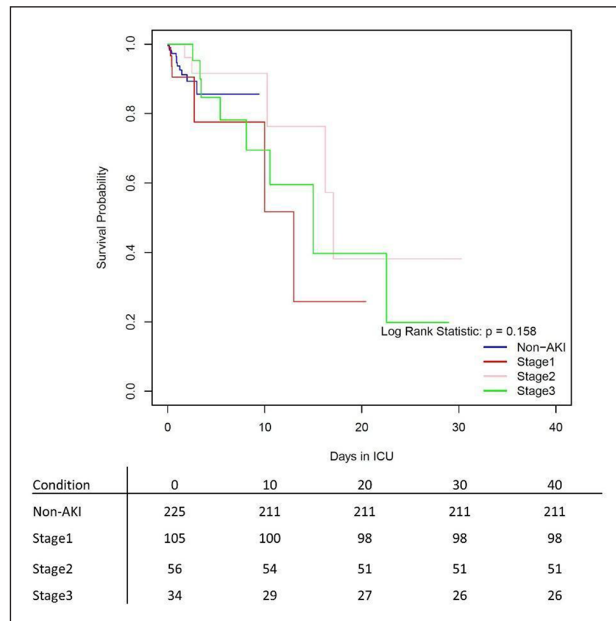 1.0
0.8
0.6
0.4
0.2
0.0
Survival Probability
Log Rank Statistic: p = 0.158
Non−AKI
Stage1
Stage2
Stage3
0 10 20 30 40
Days in ICU
Condition 0 10 20 30 40
Non-AKI 225 211 211 211 211
Stage1 105 100 98 98 98
Stage2 56 54 51 51 51
Stage3 34 29 27 26 26